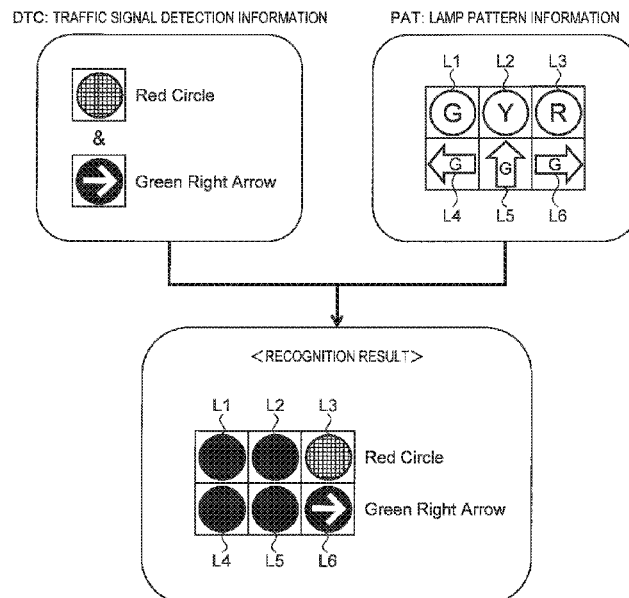 DTC: TRAFFIC SIGNAL DETECTION INFORMATION
Red Circle
&
Green Right Arrow
PAT: LAMP PATTERN INFORMATION
L1 L2 L3
G Y R
G G G
L4 L5 L6
<RECOGNITION RESULT>
L1 L2 L3
Red Circle
Green Right Arrow
L4 L5 L6